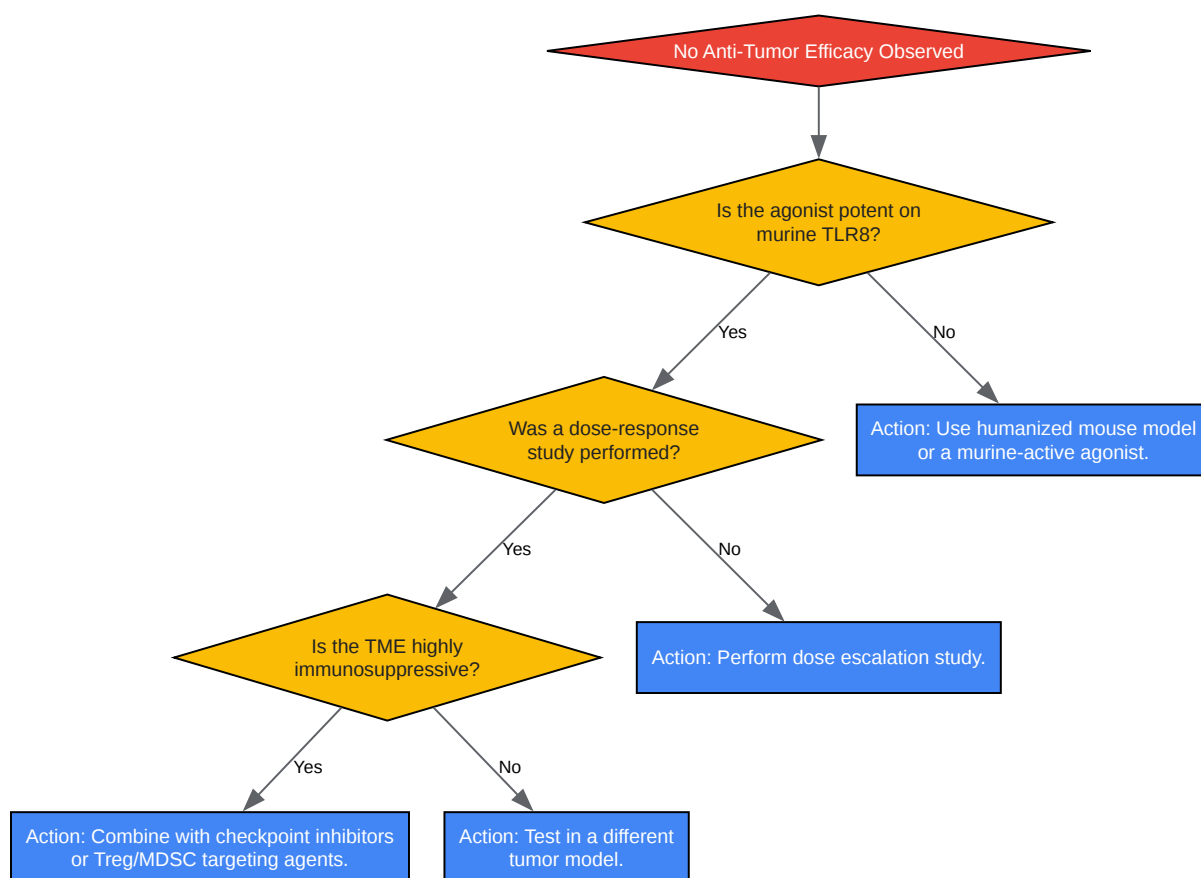 No Anti-Tumor Efficacy Observed
Is the agonist potent on
murine TLR8?
Yes
No
Was a dose-response
study performed?
Action: Use humanized mouse model
or a murine-active agonist.
Yes
No
Is the TME highly
immunosuppressive?
Action: Perform dose escalation study.
Yes
No
Action: Combine with checkpoint inhibitors
or Treg/MDSC targeting agents.
Action: Test in a different
tumor model.